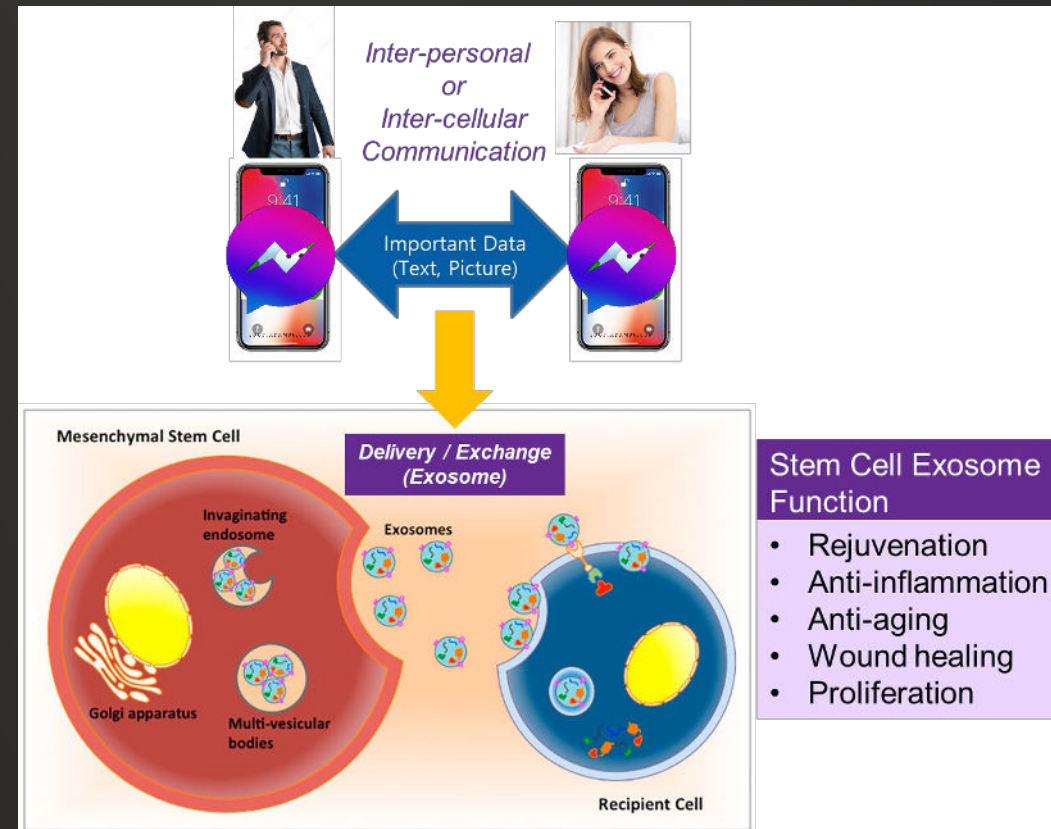 Inter-personal
or
Inter-cellular
Communication
9:41
9:41
Important Data
(Text, Picture)
Mesenchymal Stem Cell
Delivery / Exchange
(Exosome)
Invaginating
endosome
Exosomes
Golgi apparatus
Multi-vesicular
bodies
Recipient Cell
Stem Cell Exosome
Function
• Rejuvenation
• Anti-inflammation
• Anti-aging
• Wound healing
• Proliferation